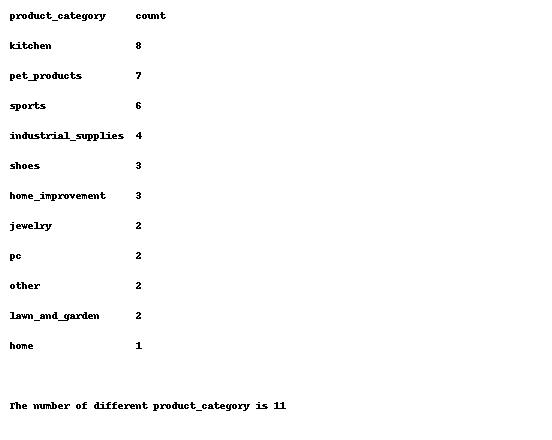 product_category count
kitchen 8
pet_products 7
sports 6
industrial_supplies 4
shoes 3
home_improvement 3
jewelry 2
pc 2
other 2
lawn_and_garden 2
home 1
The number of different product_category is 11